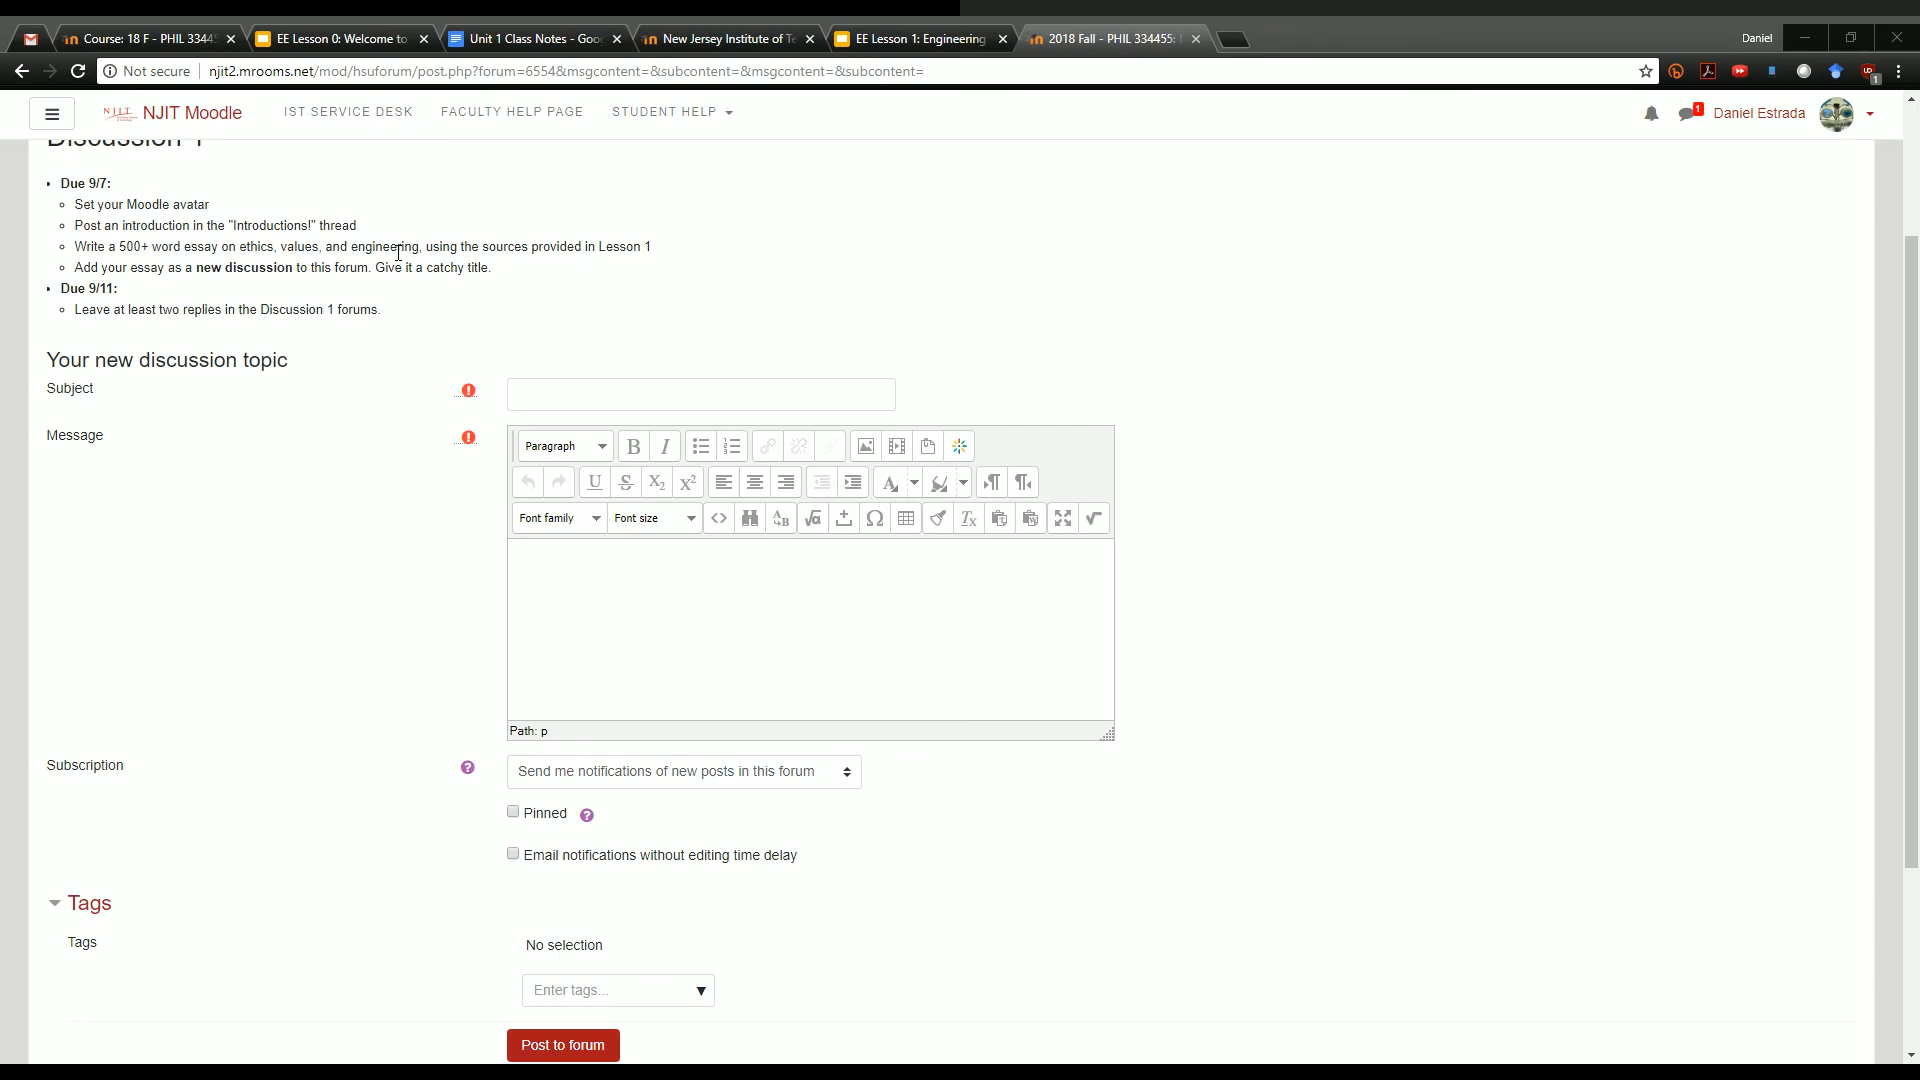 Course: 18 F - PHIL 3344
EE Lesson 0: Welcome to
Unit 1 Class Notes - Goo
New Jersey Institute of Te
EE Lesson 1: Engineering
2018 Fall - PHIL 334455:
Daniel
Not secure
njit2.mrooms.net/mod/hsuforum/post.php?forum=6554&msgcontent=&subcontent=&msgcontent=&subcontent=
1
NJIT
NJIT Moodle
IST SERVICE DESK
FACULTY HELP PAGE
STUDENT HELP
1
Daniel Estrada
Discussion 1
Due 9/7:
Set your Moodle avatar
Post an introduction in the "Introductions!" thread
Write a 500+ word essay on ethics, values, and engineering, using the sources provided in Lesson 1
Add your essay as a new discussion to this forum. Give it a catchy title.
Due 9/11:
Leave at least two replies in the Discussion 1 forums.
Your new discussion topic
Subject
Message
Paragraph
Font family
Font size
Path: p
Subscription
Send me notifications of new posts in this forum
Pinned
Email notifications without editing time delay
Tags
Tags
No selection
Enter tags...
Post to forum